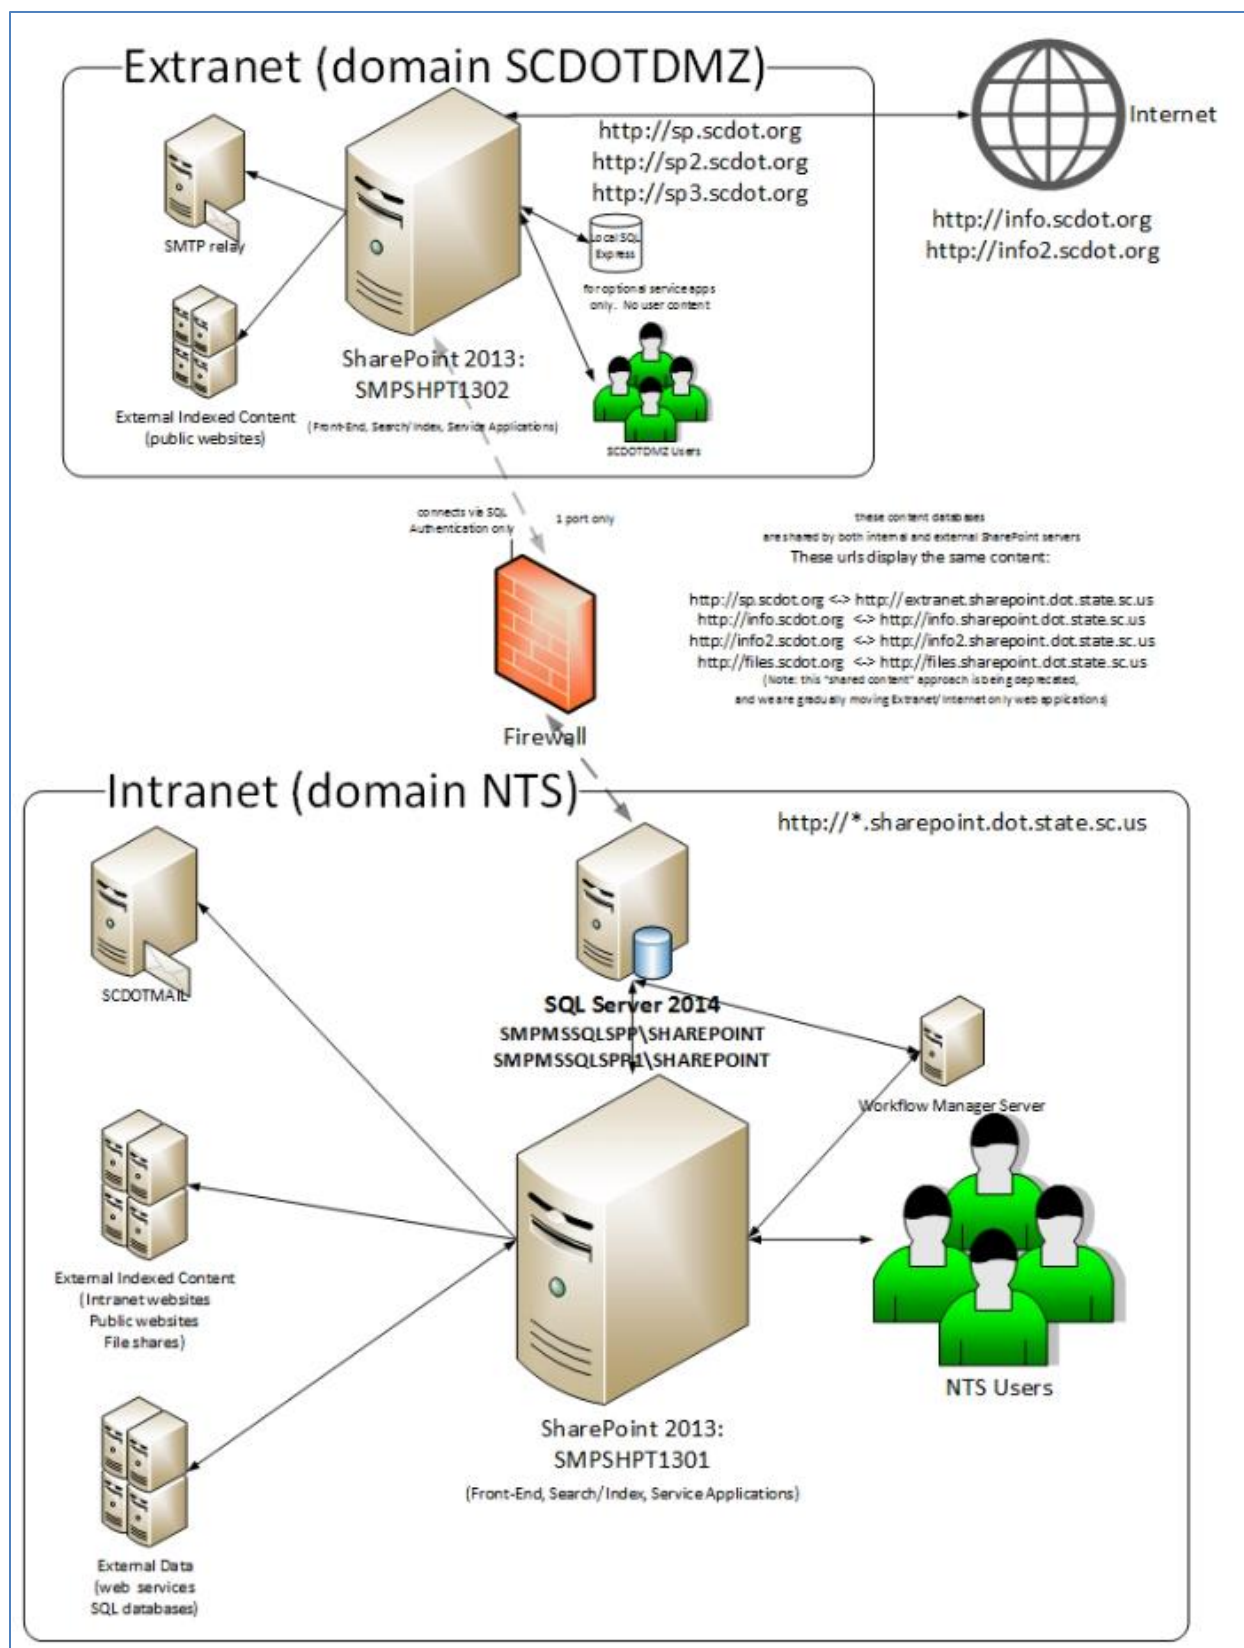 Extranet (domain SCDOTDMZ)
Internet
http://sp.scdot.org
http://sp2.scdot.org
http://sp3.scdot.org
http://info.scdot.org
http://info2.scdot.org
SMTP relay
Local SQL
Express
for optional service apps
only. No user content
SharePoint 2013:
SMPSHPT1302
(Front-End, Search/Index, Service Applications)
External Indexed Content
(public websites)
SCDOTDMZ Users
connects via SQL
Authentication only
1 port only
these content databases
are shared by both internal and external SharePoint servers
These urls display the same content:
http://sp.scdot.org <-> http://extranet.sharepoint.dot.state.sc.us
http://info.scdot.org <-> http://info.sharepoint.dot.state.sc.us
http://info2.scdot.org <-> http://info2.sharepoint.dot.state.sc.us
http://files.scdot.org <-> http://files.sharepoint.dot.state.sc.us
(Note: this "shared content" approach is being deprecated,
and we are gradually moving Extranet/Internet only web applications)
Firewall
Intranet (domain NTS)
http://*.sharepoint.dot.state.sc.us
SCDOTMAIL
SQL Server 2014
SMPMSSQLSPP\SHAREPOINT
SMPMSSQLSPR1\SHAREPOINT
Workflow Manager Server
External Indexed Content
(Intranet websites
Public websites
File shares)
NTS Users
SharePoint 2013:
SMPSHPT1301
(Front-End, Search/Index, Service Applications)
External Data
(web services
SQL databases)